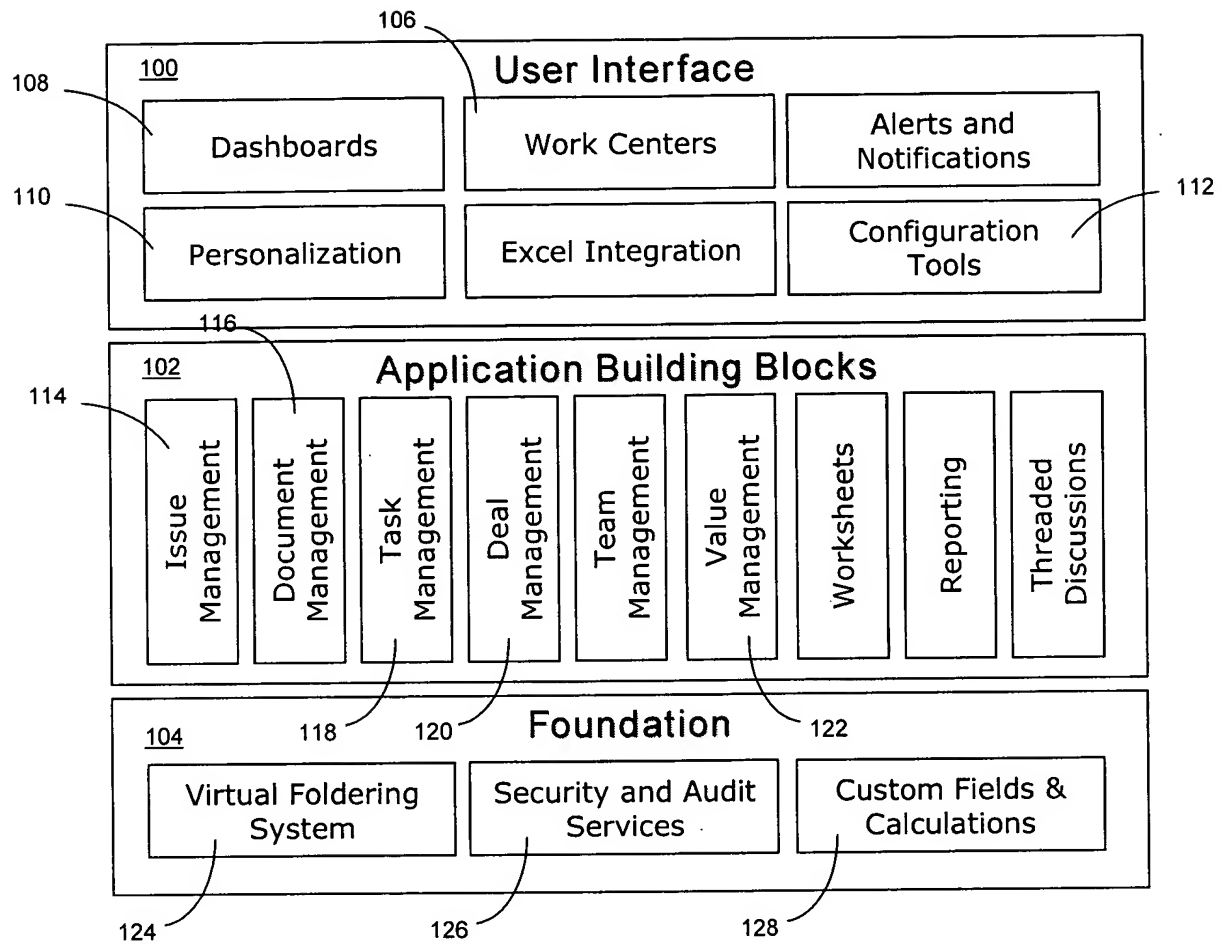 106
100
User Interface
108
Dashboards
Work Centers
Alerts and
Notifications
110
112
Personalization
Excel Integration
Configuration
Tools
116
102
Application Building Blocks
114
Issue
Management
Document
Management
Task
Management
Deal
Management
Team
Management
Value
Management
Worksheets
Reporting
Threaded
Discussions
118
120
122
104
Foundation
Virtual Foldering
System
Security and Audit
Services
Custom Fields &
Calculations
124
126
128